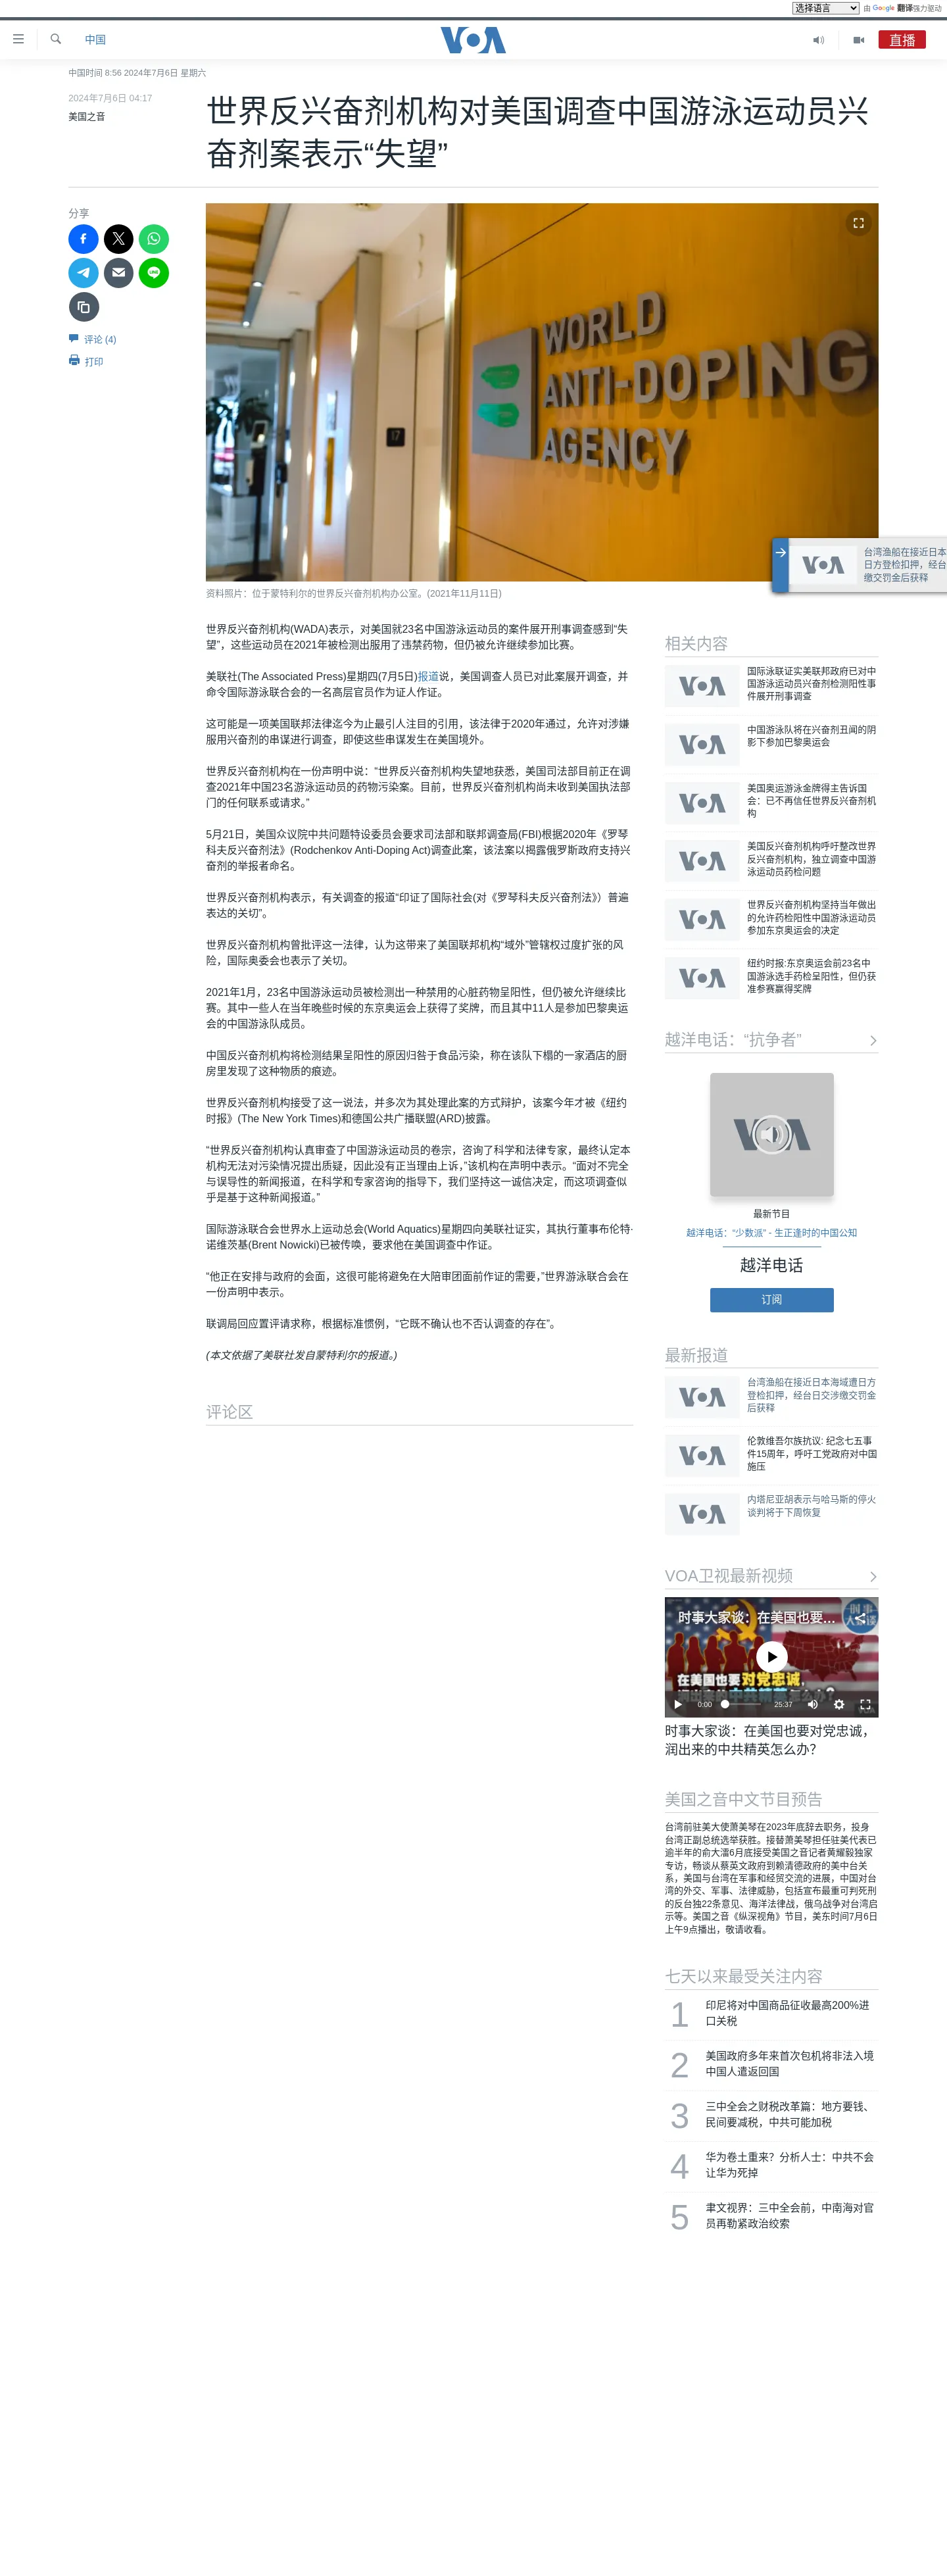 选择语言 由 Google 翻译强力驱动
中国
VOA
直播
中国时间 8:56 2024年7月6日 星期六
2024年7月6日 04:17
美国之音
世界反兴奋剂机构对美国调查中国游泳运动员兴
奋剂案表示“失望”
分享
评论 (4)
打印
17
WORLD
ANTI-DOPING
AGENCY
资料照片：位于蒙特利尔的世界反兴奋剂机构办公室。(2021年11月11日)
台湾渔船在接近日本
日方登检扣押，经台
缴交罚金后获释
VOA
世界反兴奋剂机构(WADA)表示，对美国就23名中国游泳运动员的案件展开刑事调查感到“失
望”，这些运动员在2021年被检测出服用了违禁药物，但仍被允许继续参加比赛。
美联社(The Associated Press)星期四(7月5日)报道说，美国调查人员已对此案展开调查，并
命令国际游泳联合会的一名高层官员作为证人作证。
这可能是一项美国联邦法律迄今为止最引人注目的引用，该法律于2020年通过，允许对涉嫌
服用兴奋剂的串谋进行调查，即使这些串谋发生在美国境外。
世界反兴奋剂机构在一份声明中说：“世界反兴奋剂机构失望地获悉，美国司法部目前正在调
查2021年中国23名游泳运动员的药物污染案。目前，世界反兴奋剂机构尚未收到美国执法部
门的任何联系或请求。”
5月21日，美国众议院中共问题特设委员会要求司法部和联邦调查局(FBI)根据2020年《罗琴
科夫反兴奋剂法》(Rodchenkov Anti-Doping Act)调查此案，该法案以揭露俄罗斯政府支持兴
奋剂的举报者命名。
世界反兴奋剂机构表示，有关调查的报道“印证了国际社会(对《罗琴科夫反兴奋剂法》）普遍
表达的关切”。
世界反兴奋剂机构曾批评这一法律，认为这带来了美国联邦机构“域外”管辖权过度扩张的风
险，国际奥委会也表示了关切。
2021年1月，23名中国游泳运动员被检测出一种禁用的心脏药物呈阳性，但仍被允许继续比
赛。其中一些人在当年晚些时候的东京奥运会上获得了奖牌，而且其中11人是参加巴黎奥运
会的中国游泳队成员。
中国反兴奋剂机构将检测结果呈阳性的原因归咎于食品污染，称在该队下榻的一家酒店的厨
房里发现了这种物质的痕迹。
世界反兴奋剂机构接受了这一说法，并多次为其处理此案的方式辩护，该案今年才被《纽约
时报》(The New York Times)和德国公共广播联盟(ARD)披露。
“世界反兴奋剂机构认真审查了中国游泳运动员的卷宗，咨询了科学和法律专家，最终认定本
机构无法对污染情况提出质疑，因此没有正当理由上诉，”该机构在声明中表示。“面对不完全
与误导性的新闻报道，在科学和专家咨询的指导下，我们坚持这一诚信决定，而这项调查似
乎是基于这种新闻报道。”
国际游泳联合会世界水上运动总会(World Aquatics)星期四向美联社证实，其执行董事布伦特·
诺维茨基(Brent Nowicki)已被传唤，要求他在美国调查中作证。
“他正在安排与政府的会面，这很可能将避免在大陪审团面前作证的需要，”世界游泳联合会在
一份声明中表示。
联调局回应置评请求称，根据标准惯例，“它既不确认也不否认调查的存在”。
(本文依据了美联社发自蒙特利尔的报道。)
评论区
相关内容
VOA
国际泳联证实美联邦政府已对中
国游泳运动员兴奋剂检测阳性事
件展开刑事调查
VOA
中国游泳队将在兴奋剂丑闻的阴
影下参加巴黎奥运会
VOA
美国奥运游泳金牌得主告诉国
会：已不再信任世界反兴奋剂机
构
VOA
美国反兴奋剂机构呼吁整改世界
反兴奋剂机构，独立调查中国游
泳运动员药检问题
VOA
世界反兴奋剂机构坚持当年做出
的允许药检阳性中国游泳运动员
参加东京奥运会的决定
VOA
纽约时报:东京奥运会前23名中
国游泳选手药检呈阳性，但仍获
准参赛赢得奖牌
越洋电话：“抗争者”
VOA
最新节目
越洋电话：“少数派” - 生正逢时的中国公知
越洋电话
订阅
最新报道
VOA
台湾渔船在接近日本海域遭日方
登检扣押，经台日交涉缴交罚金
后获释
VOA
伦敦维吾尔族抗议: 纪念七五事
件15周年，呼吁工党政府对中国
施压
VOA
内塔尼亚胡表示与哈马斯的停火
谈判将于下周恢复
VOA卫视最新视频
时事大家谈：在美国也要…
时事
大家谈
在美国也要对党忠诚，
润出来的中共精英怎么办？
0:00 25:37
时事大家谈：在美国也要对党忠诚，
润出来的中共精英怎么办？
美国之音中文节目预告
台湾前驻美大使萧美琴在2023年底辞去职务，投身
台湾正副总统选举获胜。接替萧美琴担任驻美代表已
逾半年的俞大㵢6月底接受美国之音记者黄耀毅独家
专访，畅谈从蔡英文政府到赖清德政府的美中台关
系，美国与台湾在军事和经贸交流的进展，中国对台
湾的外交、军事、法律威胁，包括宣布最重可判死刑
的反台独22条意见、海洋法律战，俄乌战争对台湾启
示等。美国之音《纵深视角》节目，美东时间7月6日
上午9点播出，敬请收看。
七天以来最受关注内容
1
印尼将对中国商品征收最高200%进
口关税
2
美国政府多年来首次包机将非法入境
中国人遣返回国
3
三中全会之财税改革篇：地方要钱、
民间要减税，中共可能加税
4
华为卷土重来？分析人士：中共不会
让华为死掉
5
聿文视界：三中全会前，中南海对官
员再勒紧政治绞索